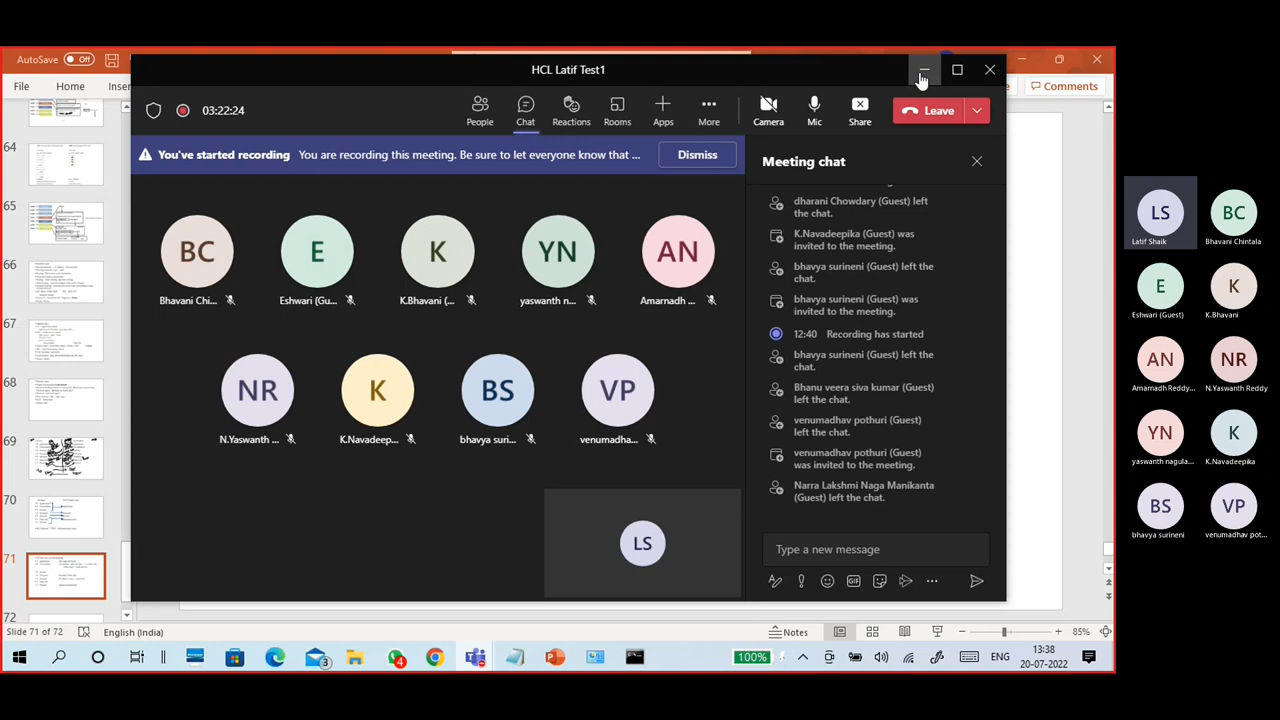 AutoSave Off
File Home Inser
Comments
HCL Latif Test1
03:22:24
People Chat Reactions Rooms Apps More Camera Mic Share Leave
recording this meeting. Be
to let everyone know that ...
Dismiss
Meeting chat
dharani Chowdary (Guest) left
the chat.
K.Navadeepika (Guest) was
invited to the meeting.
bhavya surineni (Guest) left the
chat.
bhavya surineni (Guest) was
invited to the meeting.
12:40 Recording has started
bhavya surineni (Guest) left the
chat.
Bhanu veera siva kumar (Guest)
left the chat.
venumadhav pothuri (Guest)
left the chat.
venumadhav pothuri (Guest)
was invited to the meeting.
Narra Lakshmi Naga Manikanta
(Guest) left the chat.
Type a new message
BC E K YN AN
Bhavani Chi... Eshwari (Gu... K.Bhavani (... yaswanth n... Amarnadh ...
NR K BS VP
N.Yaswanth ... K.Navadeep... bhavya suri... venumadha...
LS
64
65
66
67
68
69
70
71
72
Slide 71 of 72 English (India)
Notes
85%
3
4
100%
ENG
13:38
20-07-2022
LS BC
Latif Shaik Bhavani Chintala
E K
Eshwari (Guest) K.Bhavani
AN NR
Amarnadh Reddy... N.Yaswanth Reddy
YN K
yaswanth nagula... K.Navadeepika
BS VP
bhavya surineni venumadhav pot...